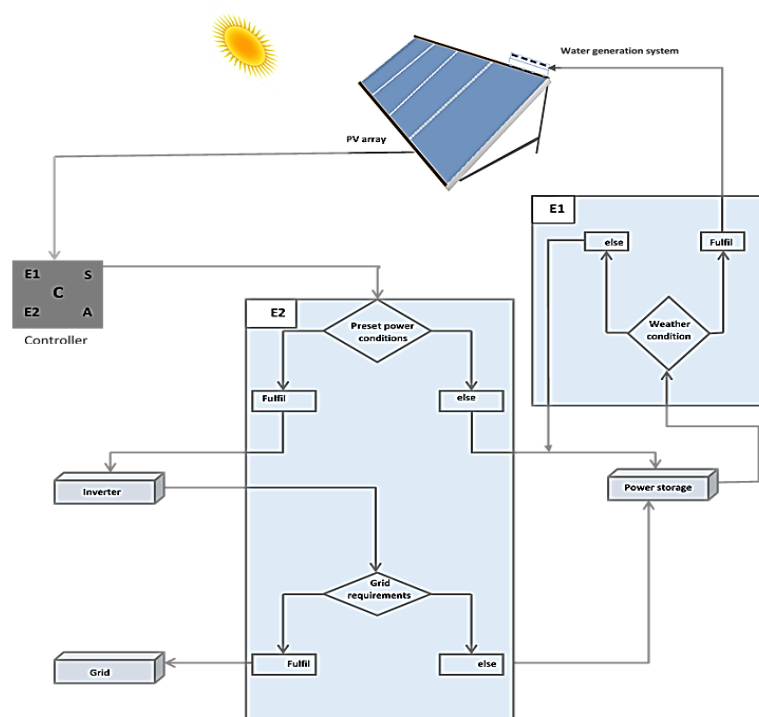 Water generation system
PV array
E1
else
Fulfil
Weather
condition
E1 S
C
E2 A
Controller
E2
Preset power
conditions
Fulfil
else
Inverter
Power storage
Grid
requirements
Fulfil
else
Grid